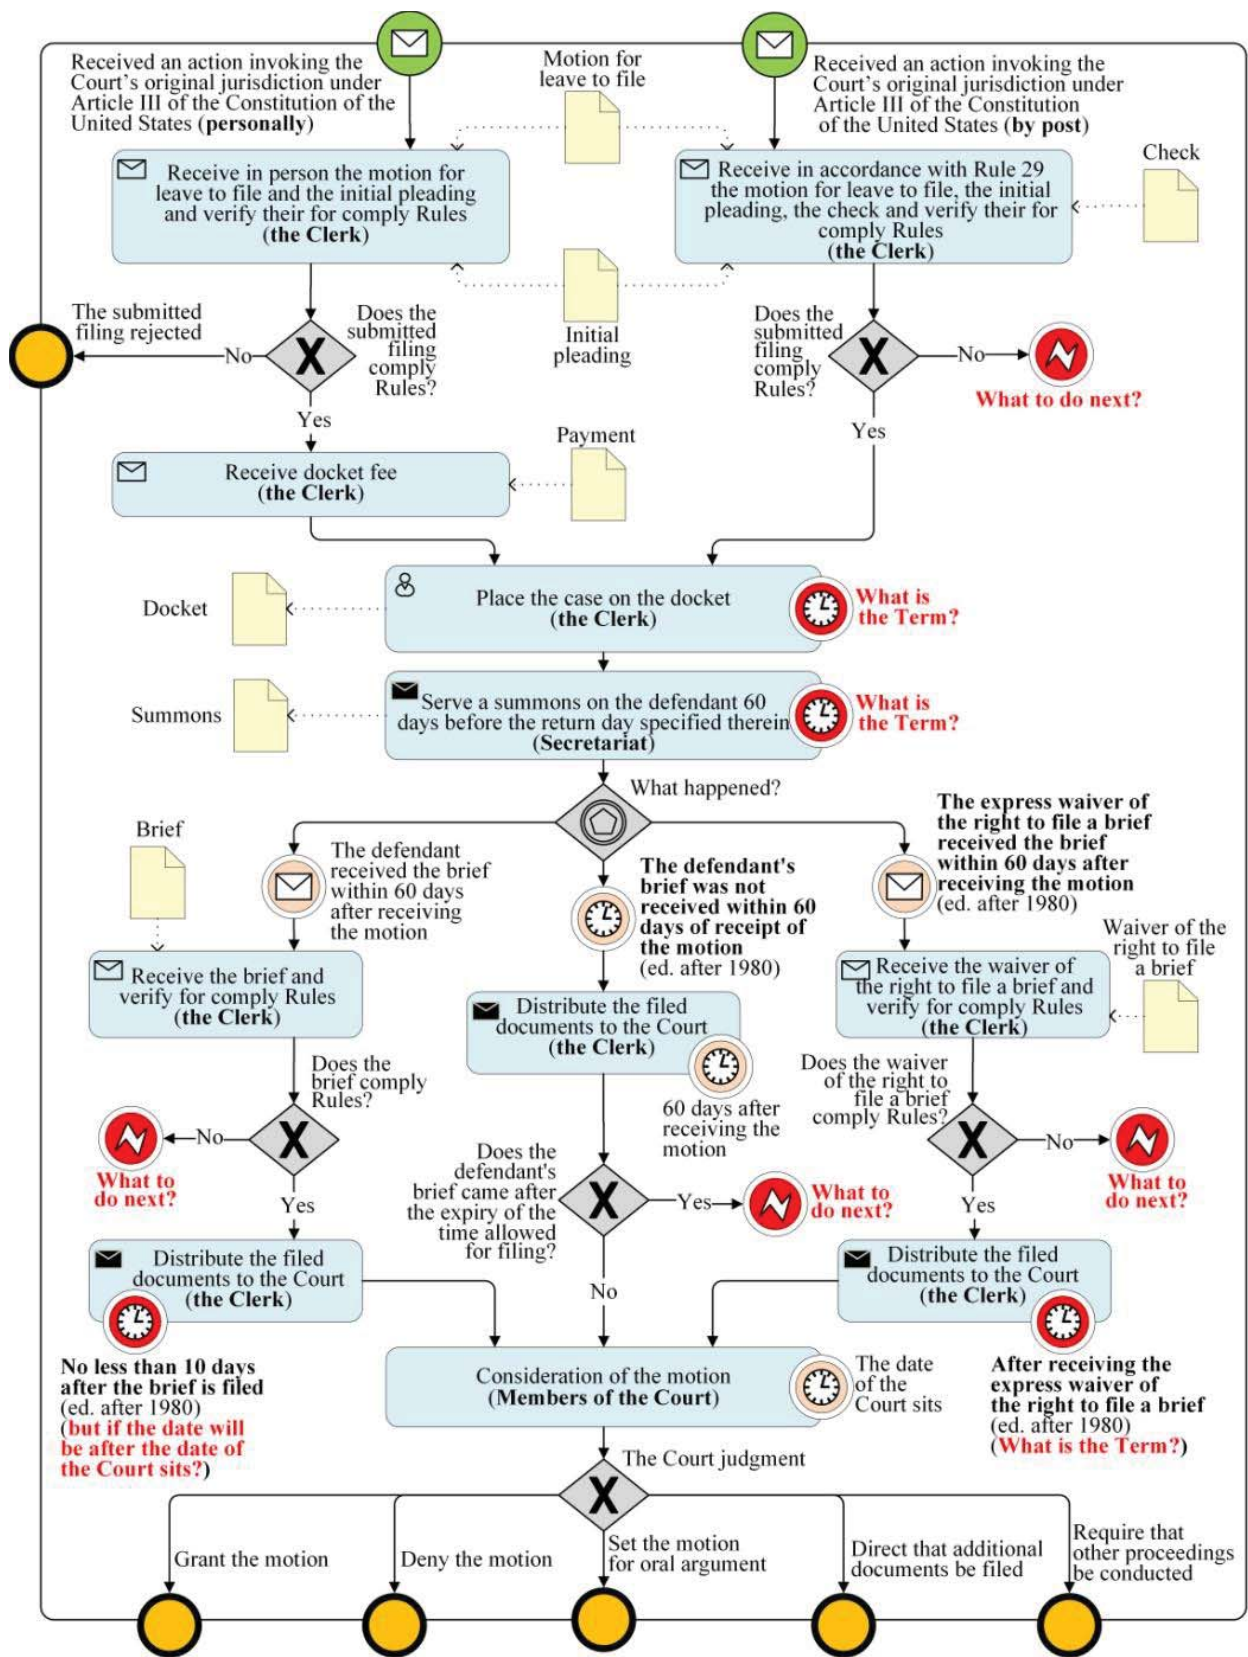 Received an action invoking the
Court's original jurisdiction under
Article III of the Constitution of the
United States (personally)
Motion for
leave to file
Received an action invoking the
Court's original jurisdiction under
Article III of the Constitution
of the United States (by post)
Check
Receive in person the motion for
leave to file and the initial pleading
and verify their for comply Rules
(the Clerk)
Receive in accordance with Rule 29
the motion for leave to file, the initial
pleading, the check and verify their for
comply Rules
(the Clerk)
Initial
pleading
The submitted
filing rejected
No
X
Does the
submitted
filing
comply
Rules?
Does the
submitted
filing
comply
Rules?
X
No
What to do next?
Yes
Yes
Payment
Receive docket fee
(the Clerk)
Docket
Place the case on the docket
(the Clerk)
What is
the Term?
Summons
Serve a summons on the defendant 60
days before the return day specified therein
(Secretariat)
What is
the Term?
What happened?
Brief
The defendant
received the brief
within 60 days
after receiving
the motion
The defendant's
brief was not
received within 60
days of receipt of
the motion
(ed. after 1980)
The express waiver of
the right to file a brief
received the brief
within 60 days after
receiving the motion
(ed. after 1980)
Waiver of the
right to file
a brief
Receive the brief and
verify for comply Rules
(the Clerk)
Distribute the filed
documents to the Court
(the Clerk)
60 days after
receiving the
motion
Receive the waiver of
the right to file a brief and
verify for comply Rules
(the Clerk)
Does the
brief comply
Rules?
X
No
What to
do next?
Yes
Does the
defendant's
brief came after
the expiry of the
time allowed
for filing?
X
Yes
What to
do next?
No
Does the waiver
of the right to
file a brief
comply Rules?
X
No
What to
do next?
Yes
Distribute the filed
documents to the Court
(the Clerk)
Distribute the filed
documents to the Court
(the Clerk)
No less than 10 days
after the brief is filed
(ed. after 1980)
(but if the date will
be after the date of
the Court sits?)
Consideration of the motion
(Members of the Court)
The date
of the
Court sits
After receiving the
express waiver of
the right to file a brief
(ed. after 1980)
(What is the Term?)
The Court judgment
X
Grant the motion
Deny the motion
Set the motion
for oral argument
Direct that additional
documents be filed
Require that
other proceedings
be conducted